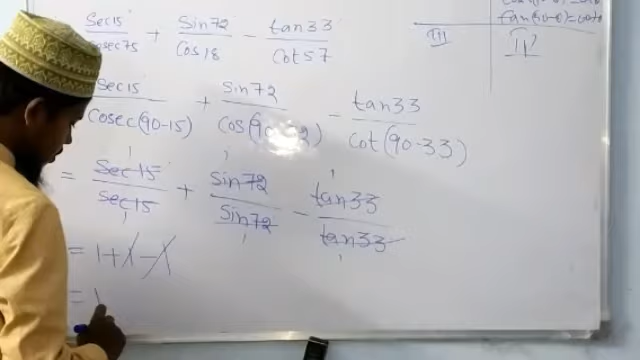 Sec15/cosec75 + Sin72/Cos18 - tan33/Cot57
Sec15/Cosec(90-15) + Sin72/Cos(90-72) - tan33/Cot(90-33)
= Sec15/Sec15 + Sin72/Sin72 - tan33/tan33
= 1+1-1
= 1
tan(90-θ)=cotθ
III
IV